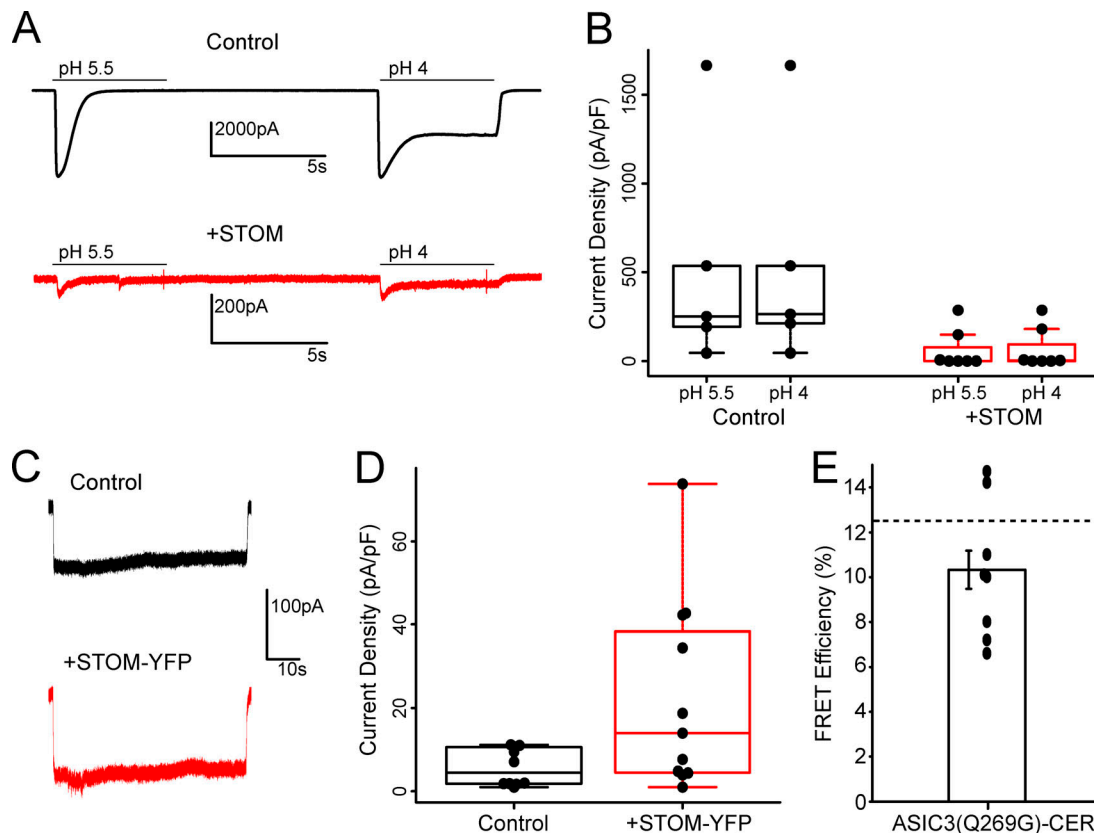 A
Control
pH 5.5
pH 4
2000pA
5s
+STOM
pH 5.5
pH 4
200pA
5s
B
Current Density (pA/pF)
1500
1000
500
0
pH 5.5
pH 4
pH 5.5
pH 4
Control
+STOM
C
Control
100pA
10s
+STOM-YFP
D
Current Density (pA/pF)
60
40
20
0
Control
+STOM-YFP
E
FRET Efficiency (%)
14
12
10
8
6
4
2
0
ASIC3(Q269G)-CER